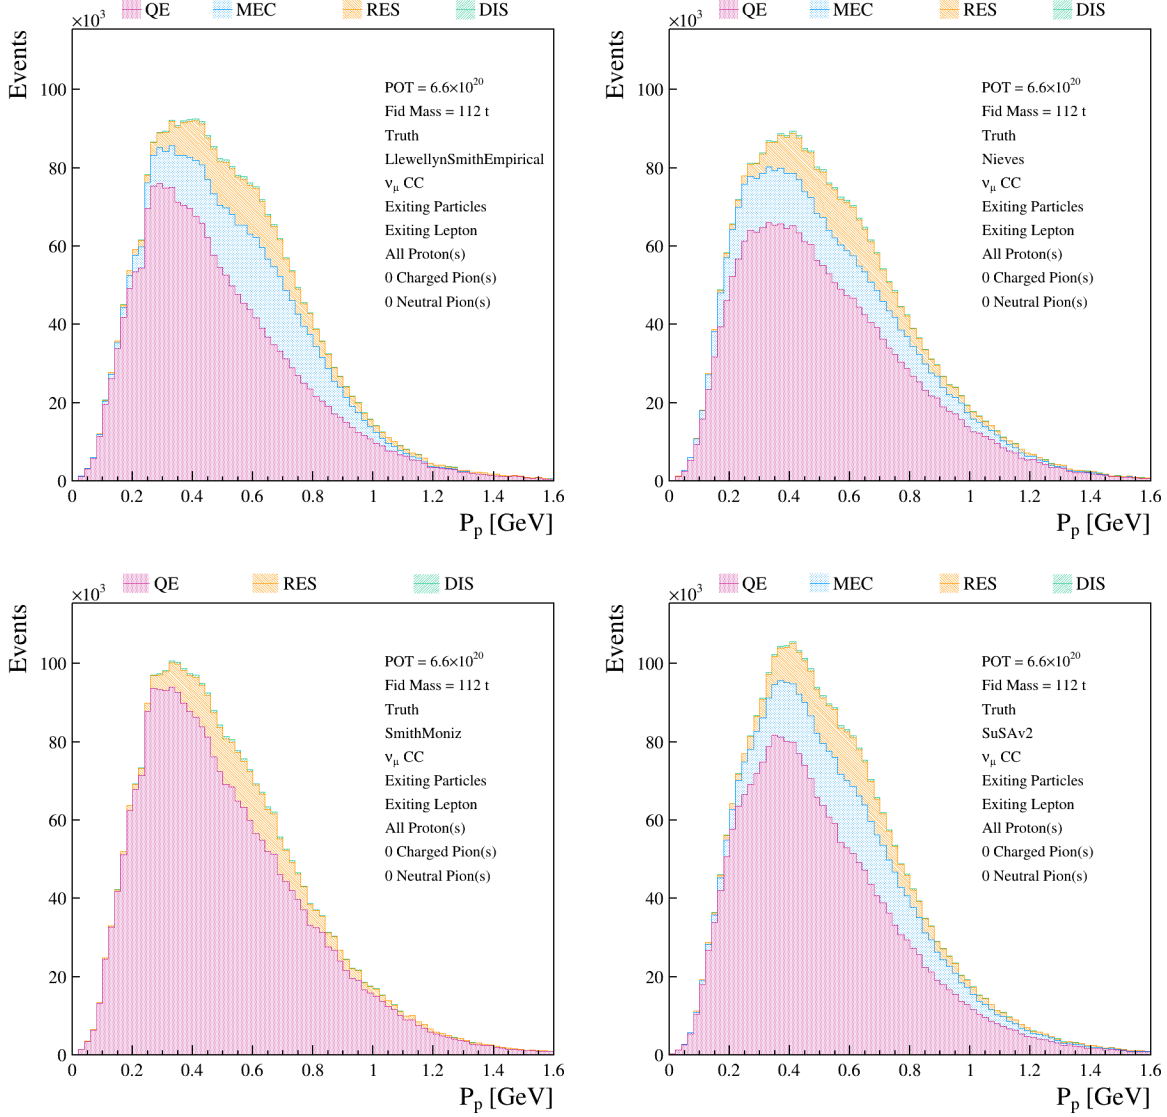 QE MEC RES DIS
×10³
Events
100
80
60
40
20
0
POT = 6.6×10²⁰
Fid Mass = 112 t
Truth
LlewellynSmithEmpirical
νμ CC
Exiting Particles
Exiting Lepton
All Proton(s)
0 Charged Pion(s)
0 Neutral Pion(s)
0 0.2 0.4 0.6 0.8 1 1.2 1.4 1.6
Pp [GeV]
QE MEC RES DIS
×10³
Events
100
80
60
40
20
0
POT = 6.6×10²⁰
Fid Mass = 112 t
Truth
Nieves
νμ CC
Exiting Particles
Exiting Lepton
All Proton(s)
0 Charged Pion(s)
0 Neutral Pion(s)
0 0.2 0.4 0.6 0.8 1 1.2 1.4 1.6
Pp [GeV]
QE RES DIS
×10³
Events
100
80
60
40
20
0
POT = 6.6×10²⁰
Fid Mass = 112 t
Truth
SmithMoniz
νμ CC
Exiting Particles
Exiting Lepton
All Proton(s)
0 Charged Pion(s)
0 Neutral Pion(s)
0 0.2 0.4 0.6 0.8 1 1.2 1.4 1.6
Pp [GeV]
QE MEC RES DIS
×10³
Events
100
80
60
40
20
0
POT = 6.6×10²⁰
Fid Mass = 112 t
Truth
SuSAv2
νμ CC
Exiting Particles
Exiting Lepton
All Proton(s)
0 Charged Pion(s)
0 Neutral Pion(s)
0 0.2 0.4 0.6 0.8 1 1.2 1.4 1.6
Pp [GeV]